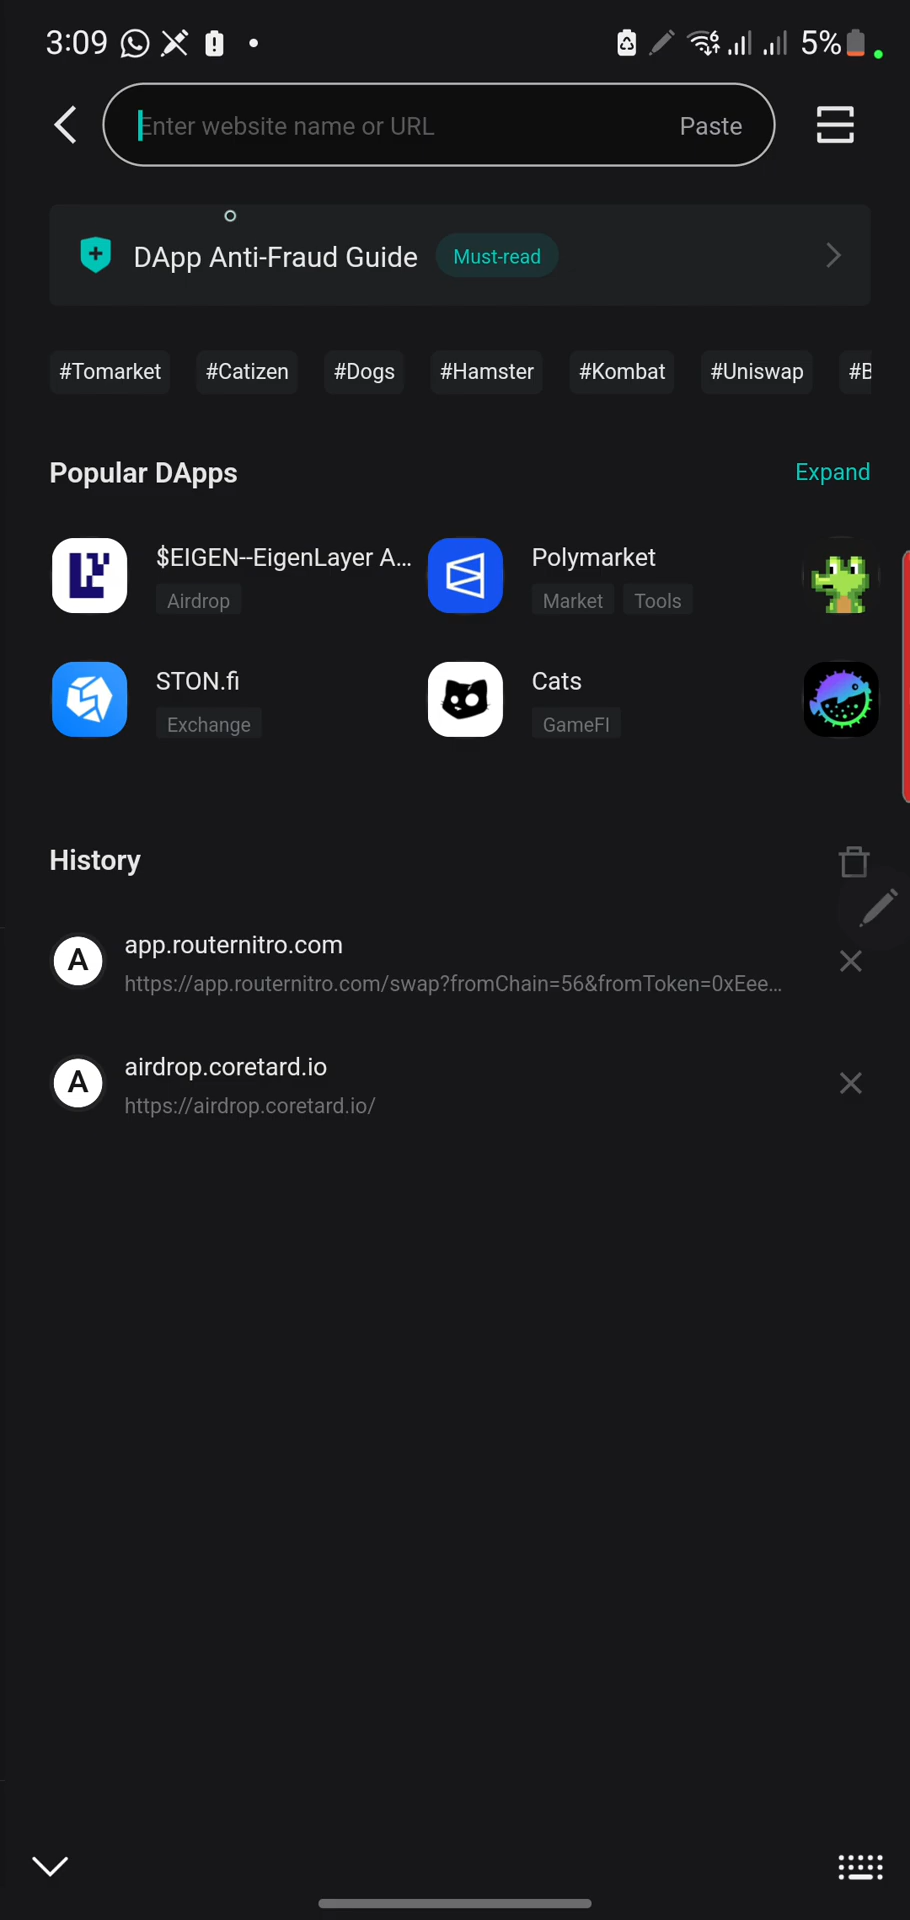 3:09 5%
Enter website name or URL Paste
DApp Anti-Fraud Guide Must-read
#Tomarket #Catizen #Dogs #Hamster #Kombat #Uniswap #B
Popular DApps Expand
$EIGEN--EigenLayer A... Polymarket
Airdrop Market Tools
STON.fi Cats
Exchange GameFI
History
A app.routernitro.com
https://app.routernitro.com/swap?fromChain=56&fromToken=0xEee...
A airdrop.coretard.io
https://airdrop.coretard.io/